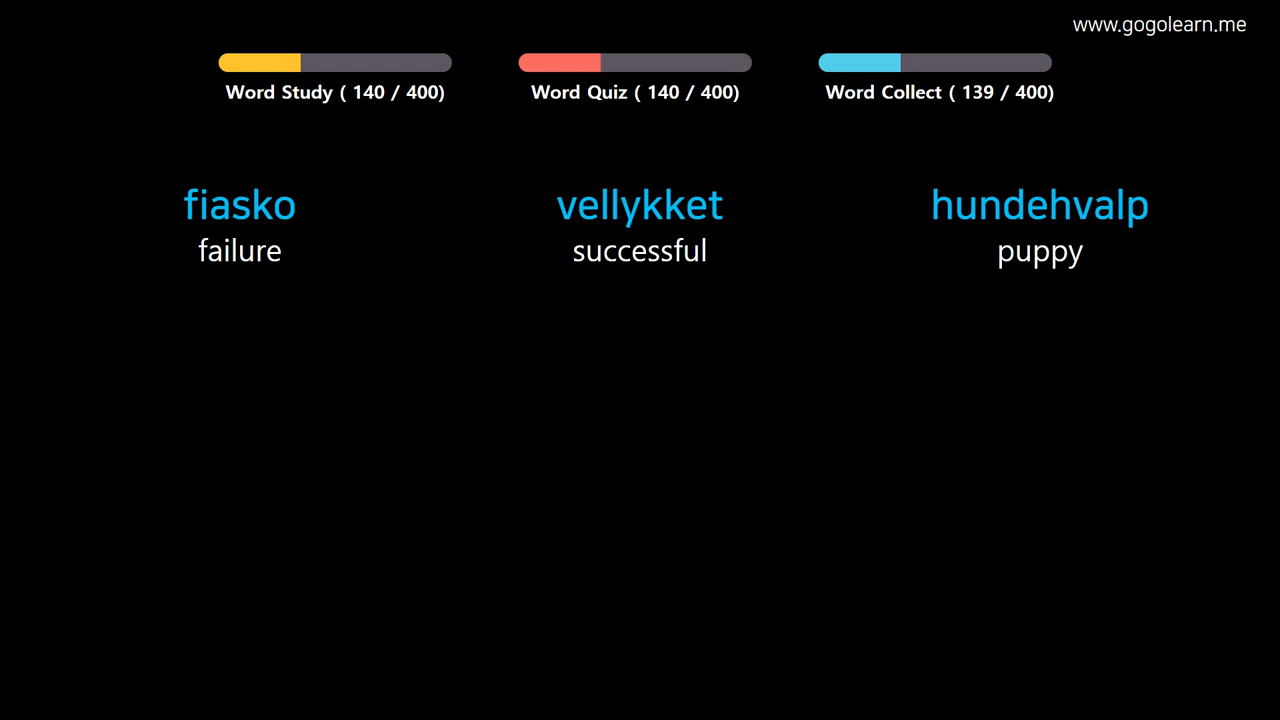 www.gogolearn.me
Word Study ( 140 / 400)
Word Quiz ( 140 / 400)
Word Collect ( 139 / 400)
fiasko
failure
vellykket
successful
hundehvalp
puppy